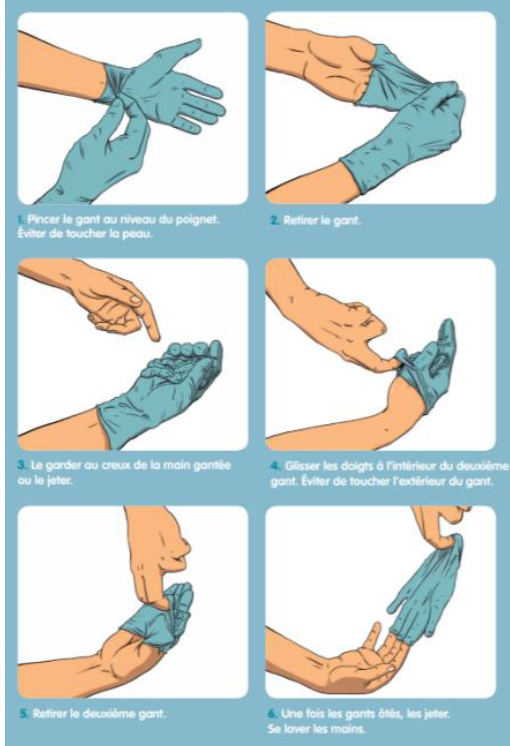 1. Pincer le gant au niveau du poignet.
Éviter de toucher la peau.
2. Retirer le gant.
3. Le garder au creux de la main gantée
ou le jeter.
4. Glisser les doigts à l'intérieur du deuxième
gant. Éviter de toucher l'extérieur du gant.
5. Retirer le deuxième gant.
6. Une fois les gants ôtés, les jeter.
Se laver les mains.